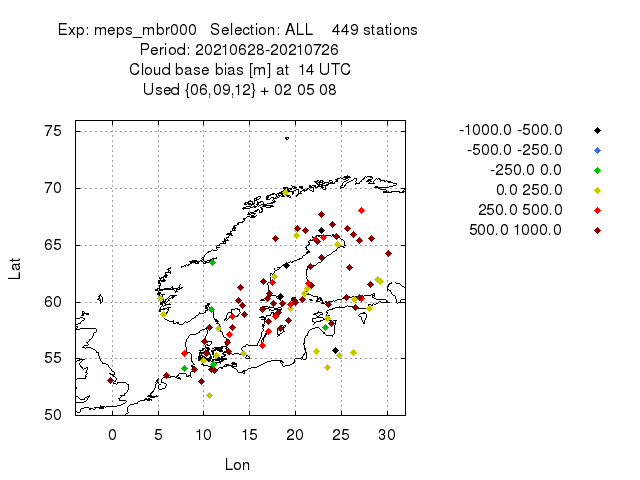 Exp: meps_mbr000 Selection: ALL 449 stations
Period: 20210628-20210726
Cloud base bias [m] at 14 UTC
Used {06,09,12} + 02 05 08
75
70
65
60
55
50
Lat
0 5 10 15 20 25 30
Lon
-1000.0 -500.0
-500.0 -250.0
-250.0 0.0
0.0 250.0
250.0 500.0
500.0 1000.0